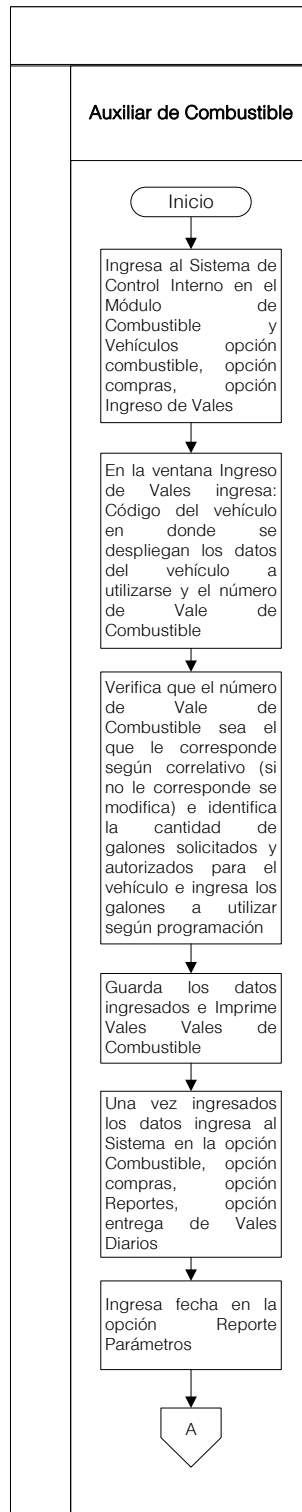 Auxiliar de Combustible
Inicio
Ingresa al Sistema de
Control Interno en el
Módulo de
Combustible y
Vehículos opción
combustible, opción
compras, opción
Ingreso de Vales
En la ventana Ingreso
de Vales ingresa:
Código del vehículo
en donde se
despliegan los datos
del vehículo a
utilizarse y el número
de Vale de
Combustible
Verifica que el número
de Vale de
Combustible sea el
que le corresponde
según correlativo (si
no le corresponde se
modifica) e identifica
la cantidad de
galones solicitados y
autorizados para el
vehículo e ingresa los
galones a utilizar
según programación
Guarda los datos
ingresados e Imprime
Vales Vales de
Combustible
Una vez ingresados
los datos ingresa al
Sistema en la opción
Combustible, opción
compras, opción
Reportes, opción
entrega de Vales
Diarios
Ingresa fecha en la
opción Reporte
Parámetros
A